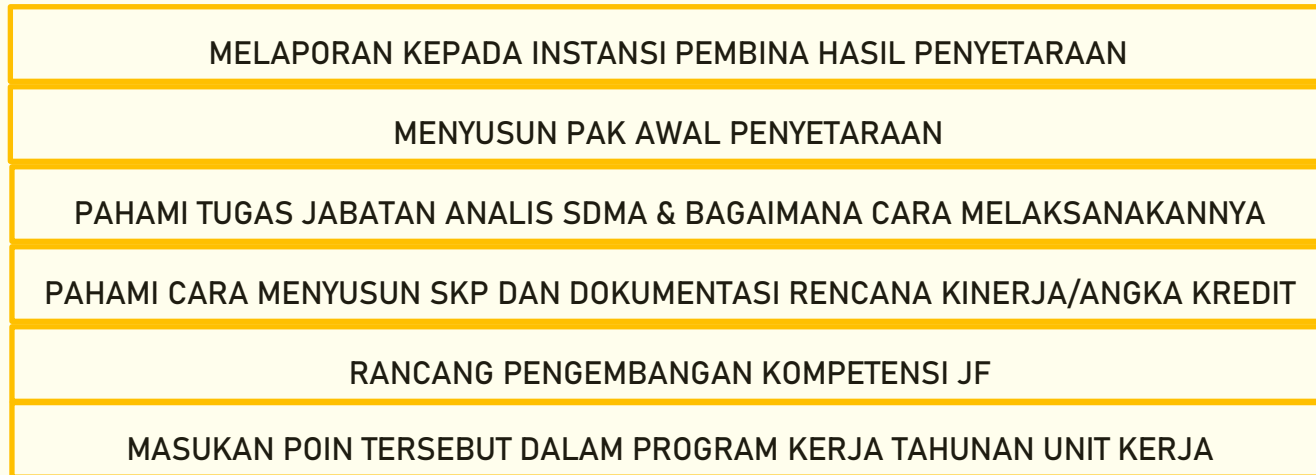 MELAPORAN KEPADA INSTANSI PEMBINA HASIL PENYETARAAN
MENYUSUN PAK AWAL PENYETARAAN
PAHAMI TUGAS JABATAN ANALIS SDMA & BAGAIMANA CARA MELAKSANAKANNYA
PAHAMI CARA MENYUSUN SKP DAN DOKUMENTASI RENCANA KINERJA/ANGKA KREDIT
RANCANG PENGEMBANGAN KOMPETENSI JF
MASUKAN POIN TERSEBUT DALAM PROGRAM KERJA TAHUNAN UNIT KERJA